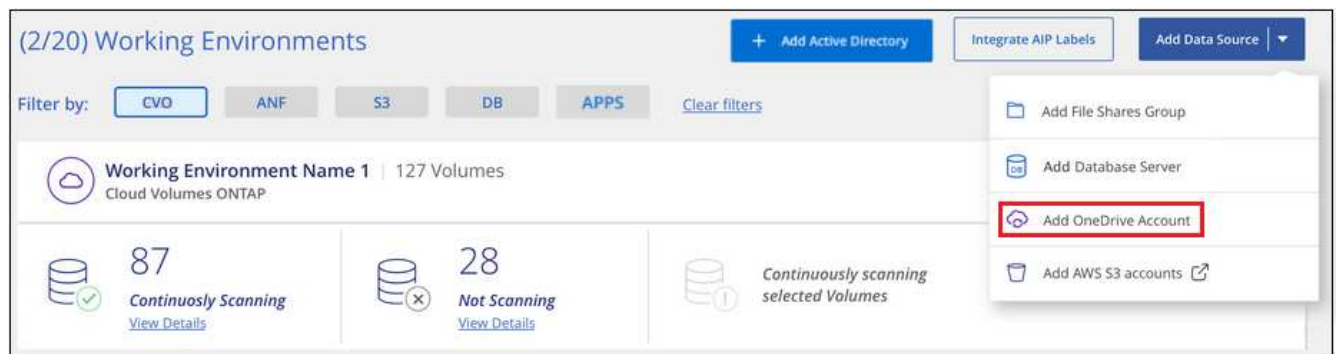 (2/20) Working Environments
+ Add Active Directory
Integrate AIP Labels
Add Data Source
Filter by: CVO ANF S3 DB APPS Clear filters
Add File Shares Group
Working Environment Name 1 | 127 Volumes
Cloud Volumes ONTAP
DB
Add Database Server
Add OneDrive Account
Add AWS S3 accounts
87
Continuosly Scanning
View Details
28
Not Scanning
View Details
Continuously scanning
selected Volumes